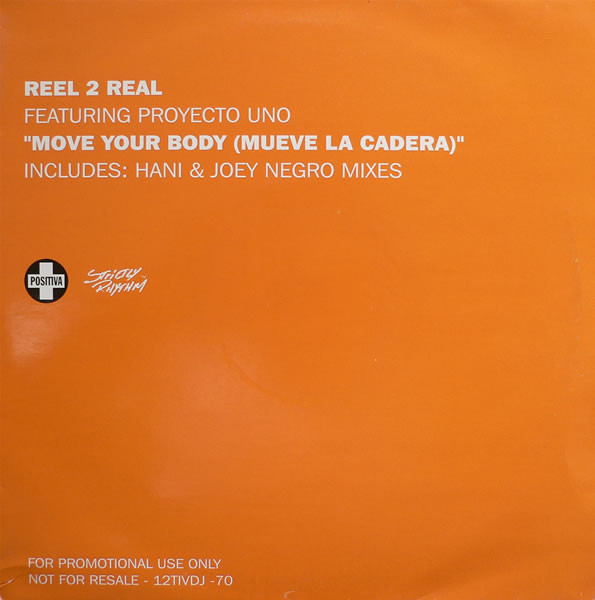 REEL 2 REAL
FEATURING PROYECTO UNO
"MOVE YOUR BODY (MUEVE LA CADERA)"
INCLUDES: HANI & JOEY NEGRO MIXES
POSITIVA
STRICTLY RHYTHM
FOR PROMOTIONAL USE ONLY
NOT FOR RESALE - 12TIVDJ -70